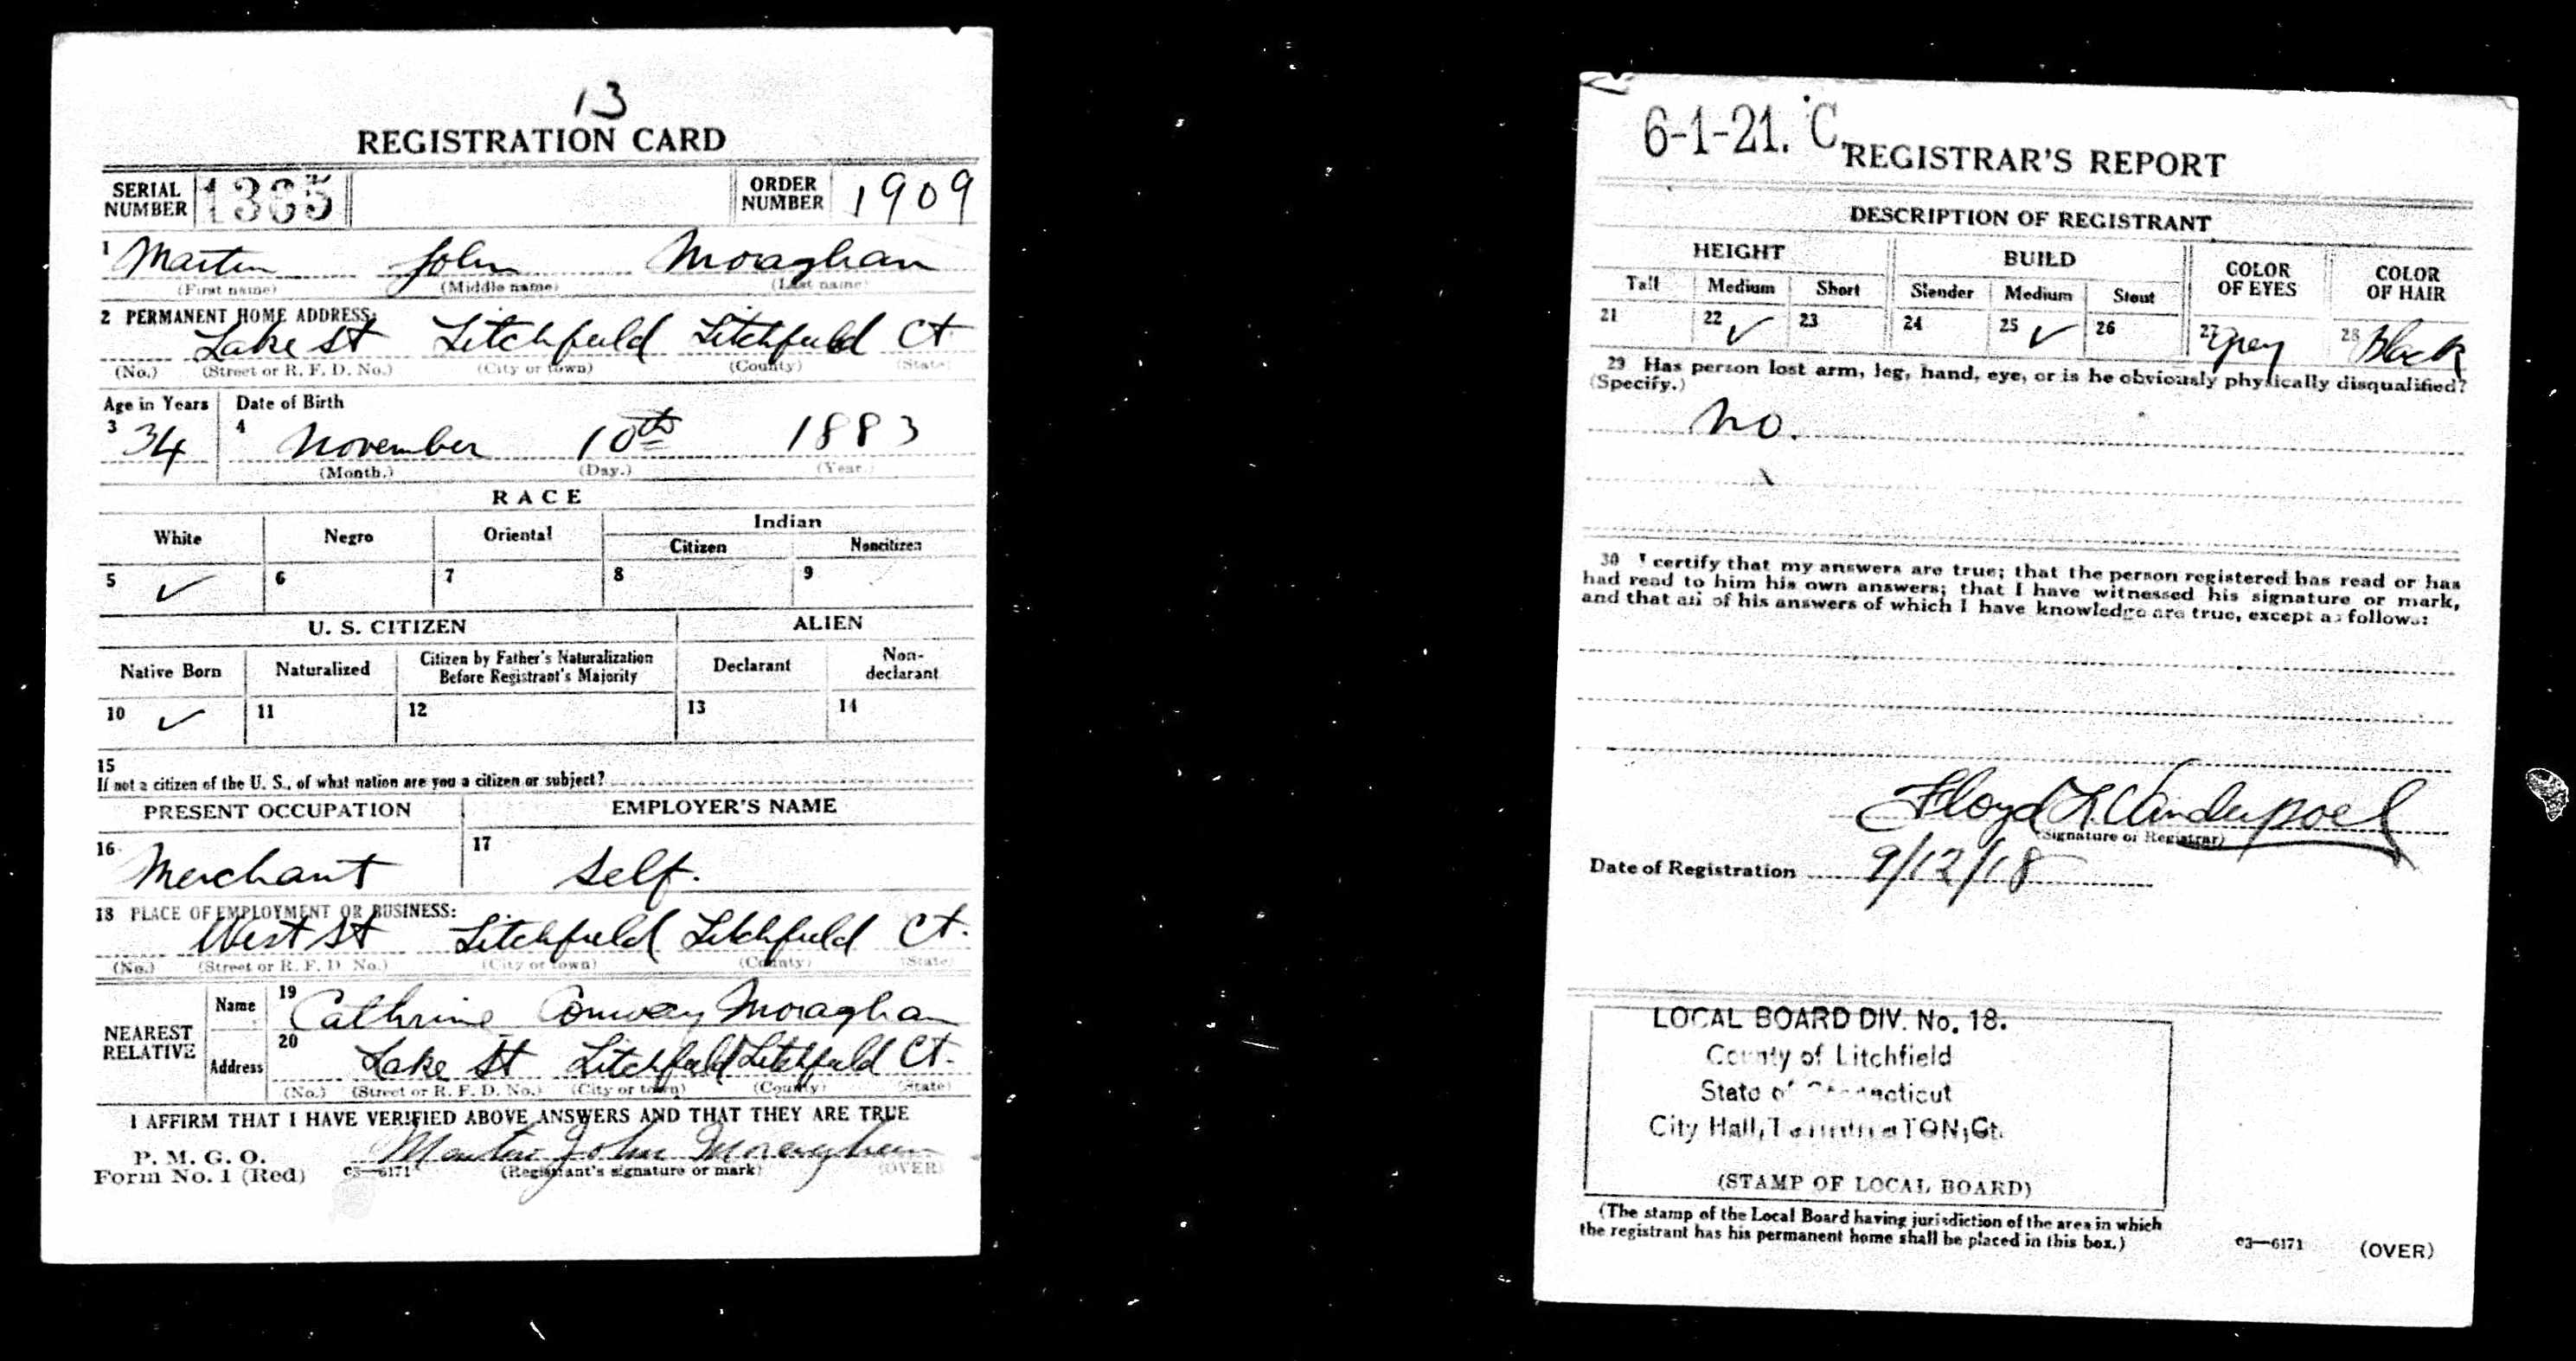 13
REGISTRATION CARD
SERIAL NUMBER 1365 ORDER NUMBER 1909
1 Martin John Moraghan
(First name) (Middle name) (Last name)
2 PERMANENT HOME ADDRESS:
Lake St Litchfield Litchfield Ct
(No.) (Street or R. F. D. No.) (City or town) (County) (State)
Age in Years Date of Birth
3 34 4 November 10th 1883
(Month.) (Day.) (Year.)
RACE
White Negro Oriental Indian
Citizen Noncitizen
5 ✓ 6 7 8 9
U. S. CITIZEN ALIEN
Native Born Naturalized Citizen by Father's Naturalization Before Registrant's Majority Declarant Non-declarant
10 ✓ 11 12 13 14
15
If not a citizen of the U. S., of what nation are you a citizen or subject?
PRESENT OCCUPATION EMPLOYER'S NAME
16 Merchant 17 Self.
18 PLACE OF EMPLOYMENT OR BUSINESS:
West St Litchfield Litchfield Ct.
(No.) (Street or R. F. D. No.) (City or town) (County) (State)
NEAREST RELATIVE Name 19 Cathrine Conway Moraghan
Address 20 Lake St Litchfield Litchfield Ct.
(No.) (Street or R. F. D. No.) (City or town) (County) (State)
I AFFIRM THAT I HAVE VERIFIED ABOVE ANSWERS AND THAT THEY ARE TRUE
P. M. G. O. Martin John Moraghan
Form No. 1 (Red) c3—6171 (Registrant's signature or mark) (OVER)
6-1-21. C.
REGISTRAR'S REPORT
DESCRIPTION OF REGISTRANT
HEIGHT BUILD COLOR OF EYES COLOR OF HAIR
Tall Medium Short Slender Medium Stout
21 22 ✓ 23 24 25 ✓ 26 27 Grey 28 Black
29 Has person lost arm, leg, hand, eye, or is he obviously physically disqualified?
(Specify.)
No.
30 I certify that my answers are true; that the person registered has read or has
had read to him his own answers; that I have witnessed his signature or mark,
and that all of his answers of which I have knowledge are true, except as follows:
Floyd L Vanderpoel
(Signature of Registrar)
Date of Registration 9/12/18
LOCAL BOARD DIV. No. 18.
County of Litchfield
State of Connecticut
City Hall, Ct.
(STAMP OF LOCAL BOARD)
(The stamp of the Local Board having jurisdiction of the area in which
the registrant has his permanent home shall be placed in this box.)
c3—6171 (OVER)